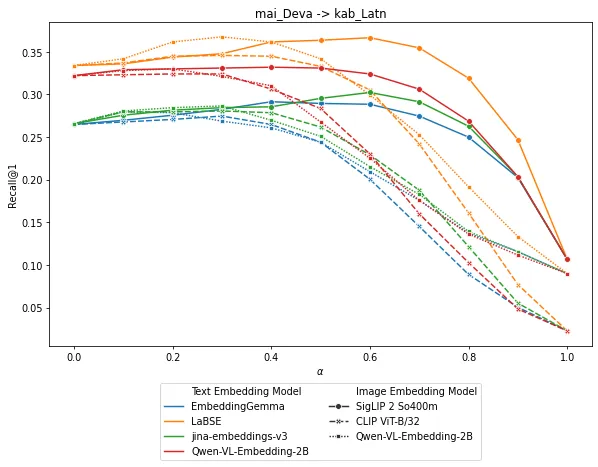 mai_Deva -> kab_Latn
Recall@1
0.35
0.30
0.25
0.20
0.15
0.10
0.05
0.0 0.2 0.4 0.6 0.8 1.0
α
Text Embedding Model Image Embedding Model
EmbeddingGemma SigLIP 2 So400m
LaBSE CLIP ViT-B/32
jina-embeddings-v3 Qwen-VL-Embedding-2B
Qwen-VL-Embedding-2B